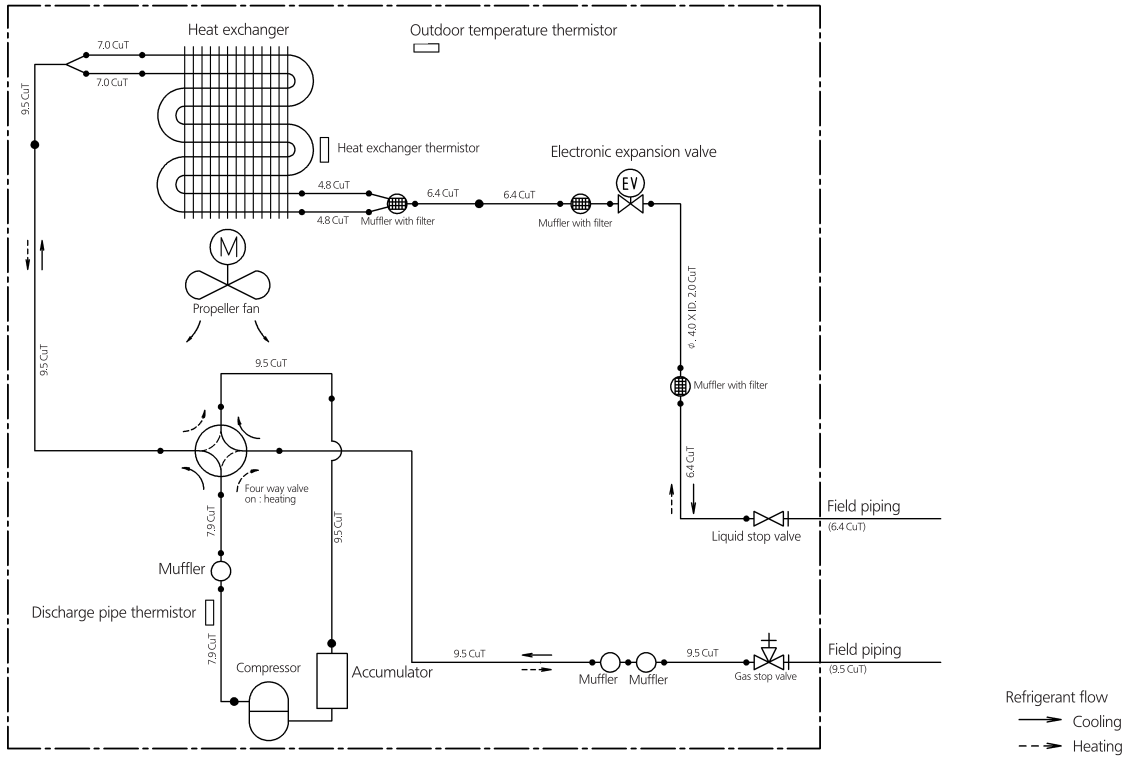 Heat exchanger
Outdoor temperature thermistor
7.0 CuT
7.0 CuT
9.5 CuT
Heat exchanger thermistor
Electronic expansion valve
EV
4.8 CuT
4.8 CuT
6.4 CuT
6.4 CuT
Muffler with filter
Muffler with filter
M
Propeller fan
ϕ. 4.0 X ID. 2.0 CuT
9.5 CuT
9.5 CuT
Muffler with filter
6.4 CuT
Four way valve
on : heating
7.9 CuT
9.5 CuT
Field piping
(6.4 CuT)
Liquid stop valve
Muffler
Discharge pipe thermistor
7.9 CuT
Compressor
Accumulator
9.5 CuT
9.5 CuT
Muffler
Muffler
Gas stop valve
Field piping
(9.5 CuT)
Refrigerant flow
Cooling
Heating